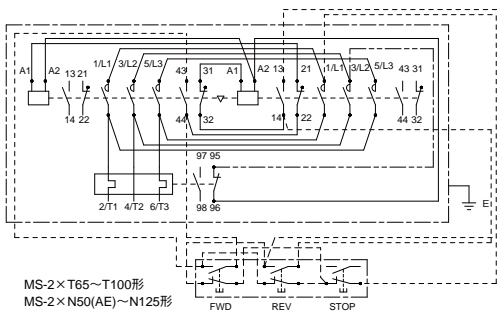 A1 A2 13 21 1/L1 3/L2 5/L3 43 31 A1 A2 13 21 1/L1 3/L2 5/L3 43 31
14 22 44 32 14 22 44 32
97 95
98 96
2/T1 4/T2 6/T3
E
MS-2×T65～T100形
MS-2×N50(AE)～N125形
FWD REV STOP